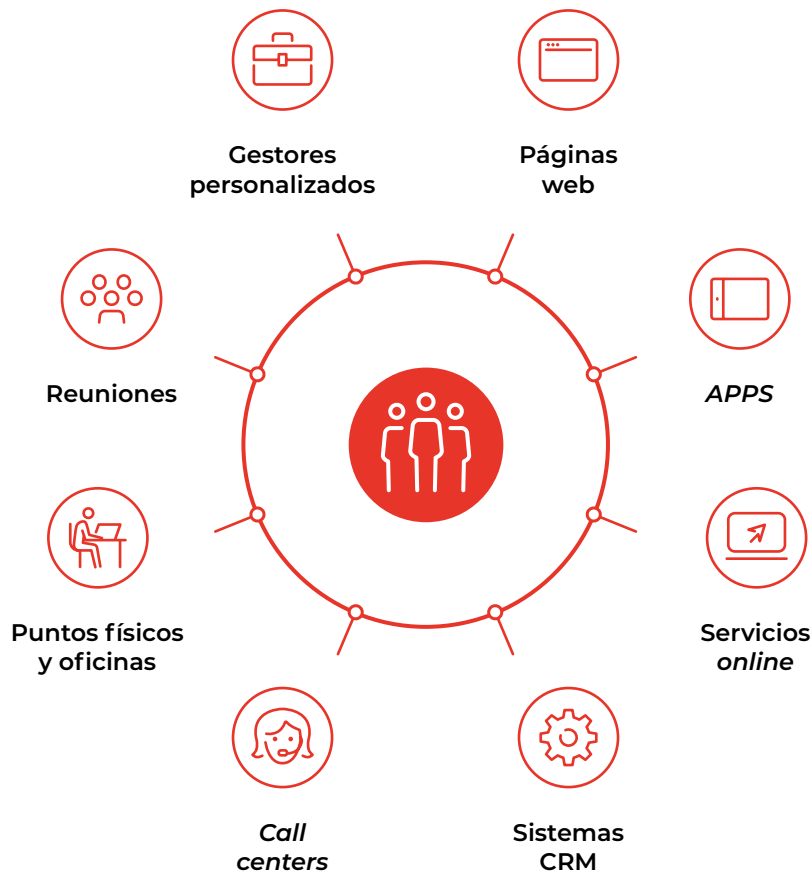 Gestores
personalizados
Páginas
web
Reuniones
APPS
Puntos físicos
y oficinas
Servicios
online
Call
centers
Sistemas
CRM